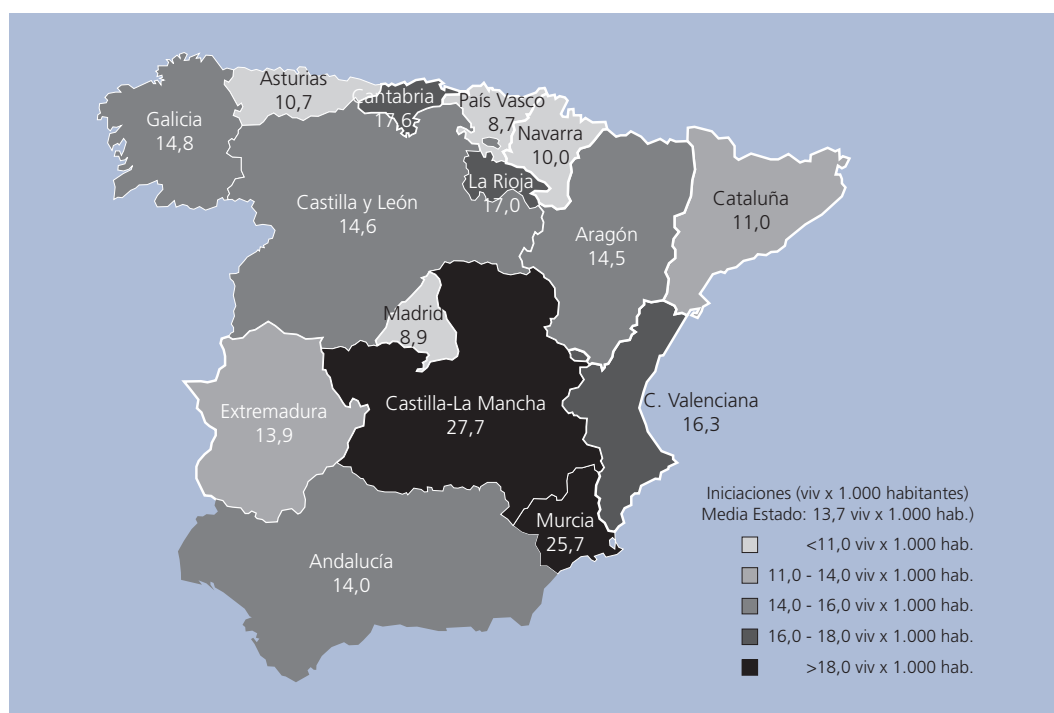 Asturias
10,7
Cantabria
17,6
País Vasco
8,7
Galicia
14,8
Navarra
10,0
La Rioja
17,0
Castilla y León
14,6
Cataluña
11,0
Aragón
14,5
Madrid
8,9
Castilla-La Mancha
27,7
C. Valenciana
16,3
Extremadura
13,9
Murcia
25,7
Andalucía
14,0
Iniciaciones (viv x 1.000 habitantes)
Media Estado: 13,7 viv x 1.000 hab.)
<11,0 viv x 1.000 hab.
11,0 - 14,0 viv x 1.000 hab.
14,0 - 16,0 viv x 1.000 hab.
16,0 - 18,0 viv x 1.000 hab.
>18,0 viv x 1.000 hab.